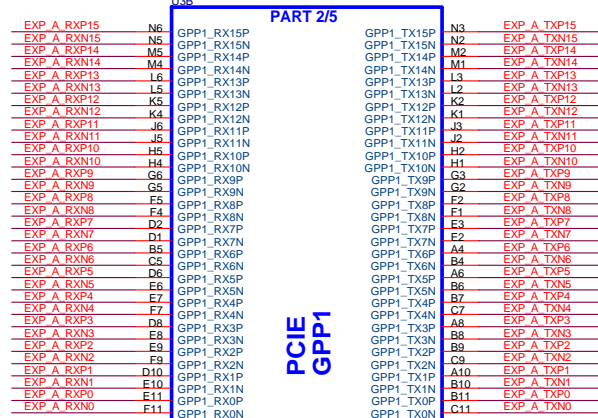 U3B
PART 2/5
EXP_A_RXP15 N6 GPP1_RX15P GPP1_TX15P N3 EXP_A_TXP15
EXP_A_RXN15 N5 GPP1_RX15N GPP1_TX15N N2 EXP_A_TXN15
EXP_A_RXP14 M5 GPP1_RX14P GPP1_TX14P M2 EXP_A_TXP14
EXP_A_RXN14 M4 GPP1_RX14N GPP1_TX14N M1 EXP_A_TXN14
EXP_A_RXP13 L6 GPP1_RX13P GPP1_TX13P L3 EXP_A_TXP13
EXP_A_RXN13 L5 GPP1_RX13N GPP1_TX13N L2 EXP_A_TXN13
EXP_A_RXP12 K5 GPP1_RX12P GPP1_TX12P K2 EXP_A_TXP12
EXP_A_RXN12 K4 GPP1_RX12N GPP1_TX12N K1 EXP_A_TXN12
EXP_A_RXP11 J6 GPP1_RX11P GPP1_TX11P J3 EXP_A_TXP11
EXP_A_RXN11 J5 GPP1_RX11N GPP1_TX11N J2 EXP_A_TXN11
EXP_A_RXP10 H5 GPP1_RX10P GPP1_TX10P H2 EXP_A_TXP10
EXP_A_RXN10 H4 GPP1_RX10N GPP1_TX10N H1 EXP_A_TXN10
EXP_A_RXP9 G6 GPP1_RX9P GPP1_TX9P G3 EXP_A_TXP9
EXP_A_RXN9 G5 GPP1_RX9N GPP1_TX9N G2 EXP_A_TXN9
EXP_A_RXP8 F5 GPP1_RX8P GPP1_TX8P F2 EXP_A_TXP8
EXP_A_RXN8 F4 GPP1_RX8N GPP1_TX8N F1 EXP_A_TXN8
EXP_A_RXP7 D2 GPP1_RX7P GPP1_TX7P E3 EXP_A_TXP7
EXP_A_RXN7 D1 GPP1_RX7N GPP1_TX7N E2 EXP_A_TXN7
EXP_A_RXP6 B5 GPP1_RX6P GPP1_TX6P A4 EXP_A_TXP6
EXP_A_RXN6 C5 GPP1_RX6N GPP1_TX6N B4 EXP_A_TXN6
EXP_A_RXP5 D6 GPP1_RX5P GPP1_TX5P A6 EXP_A_TXP5
EXP_A_RXN5 E6 GPP1_RX5N GPP1_TX5N B6 EXP_A_TXN5
EXP_A_RXP4 E7 GPP1_RX4P GPP1_TX4P B7 EXP_A_TXP4
EXP_A_RXN4 F7 GPP1_RX4N GPP1_TX4N C7 EXP_A_TXN4
EXP_A_RXP3 D8 GPP1_RX3P GPP1_TX3P A8 EXP_A_TXP3
EXP_A_RXN3 E8 GPP1_RX3N GPP1_TX3N B8 EXP_A_TXN3
EXP_A_RXP2 E9 GPP1_RX2P GPP1_TX2P B9 EXP_A_TXP2
EXP_A_RXN2 F9 GPP1_RX2N GPP1_TX2N C9 EXP_A_TXN2
EXP_A_RXP1 D10 GPP1_RX1P GPP1_TX1P A10 EXP_A_TXP1
EXP_A_RXN1 E10 GPP1_RX1N GPP1_TX1N B10 EXP_A_TXN1
EXP_A_RXP0 E11 GPP1_RX0P GPP1_TX0P B11 EXP_A_TXP0
EXP_A_RXN0 F11 GPP1_RX0N GPP1_TX0N C11 EXP_A_TXN0
PCIE
GPP1